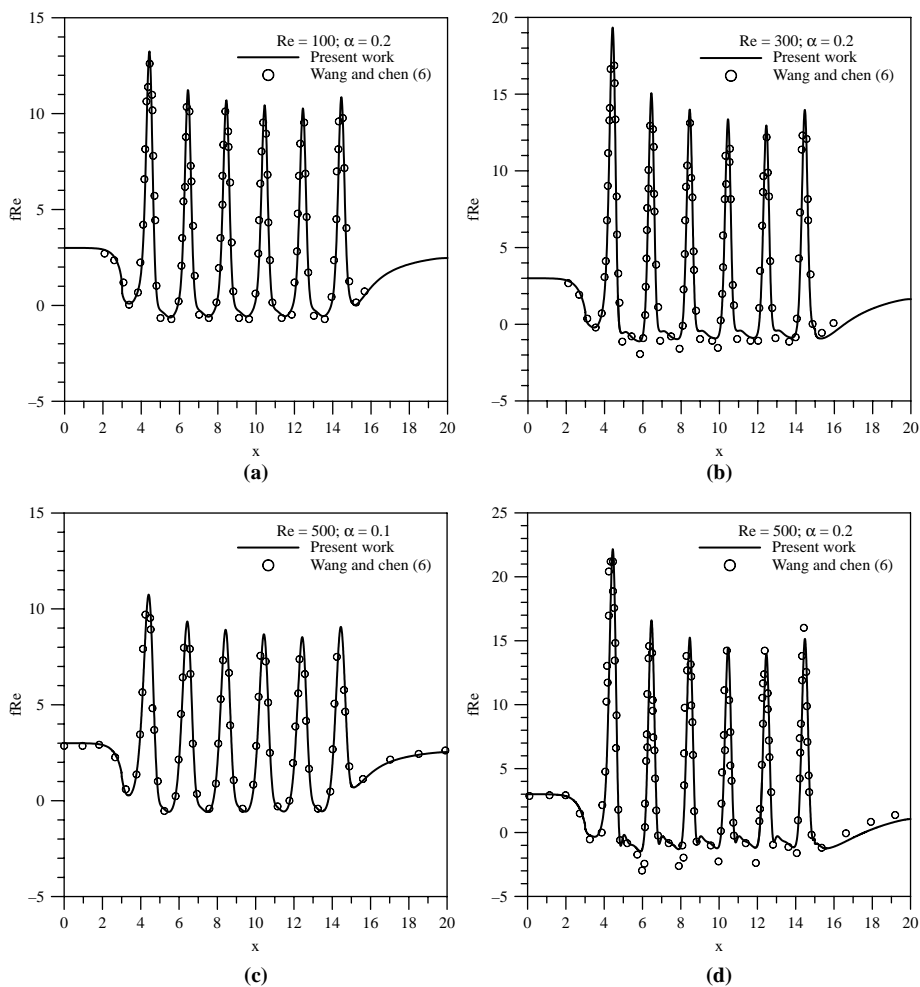 15
10
5
0
–5
fRe
Re = 100; α = 0.2
Present work
Wang and chen (6)
0 2 4 6 8 10 12 14 16 18 20
x
(a)
20
15
10
5
0
–5
fRe
Re = 300; α = 0.2
Present work
Wang and chen (6)
0 2 4 6 8 10 12 14 16 18 20
x
(b)
15
10
5
0
–5
fRe
Re = 500; α = 0.1
Present work
Wang and chen (6)
0 2 4 6 8 10 12 14 16 18 20
x
(c)
25
20
15
10
5
0
–5
fRe
Re = 500; α = 0.2
Present work
Wang and chen (6)
0 2 4 6 8 10 12 14 16 18 20
x
(d)